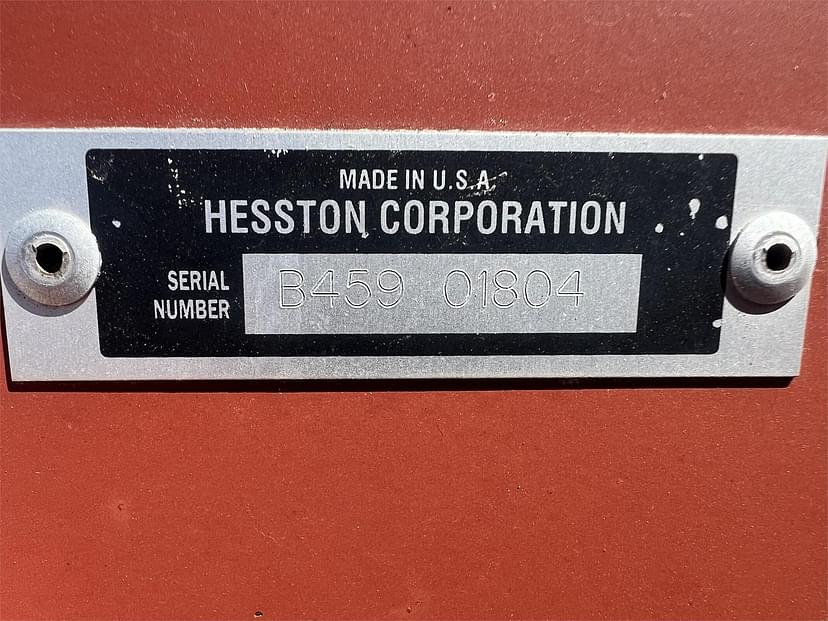 MADE IN U.S.A.
HESSTON CORPORATION
SERIAL NUMBER
B459 01804